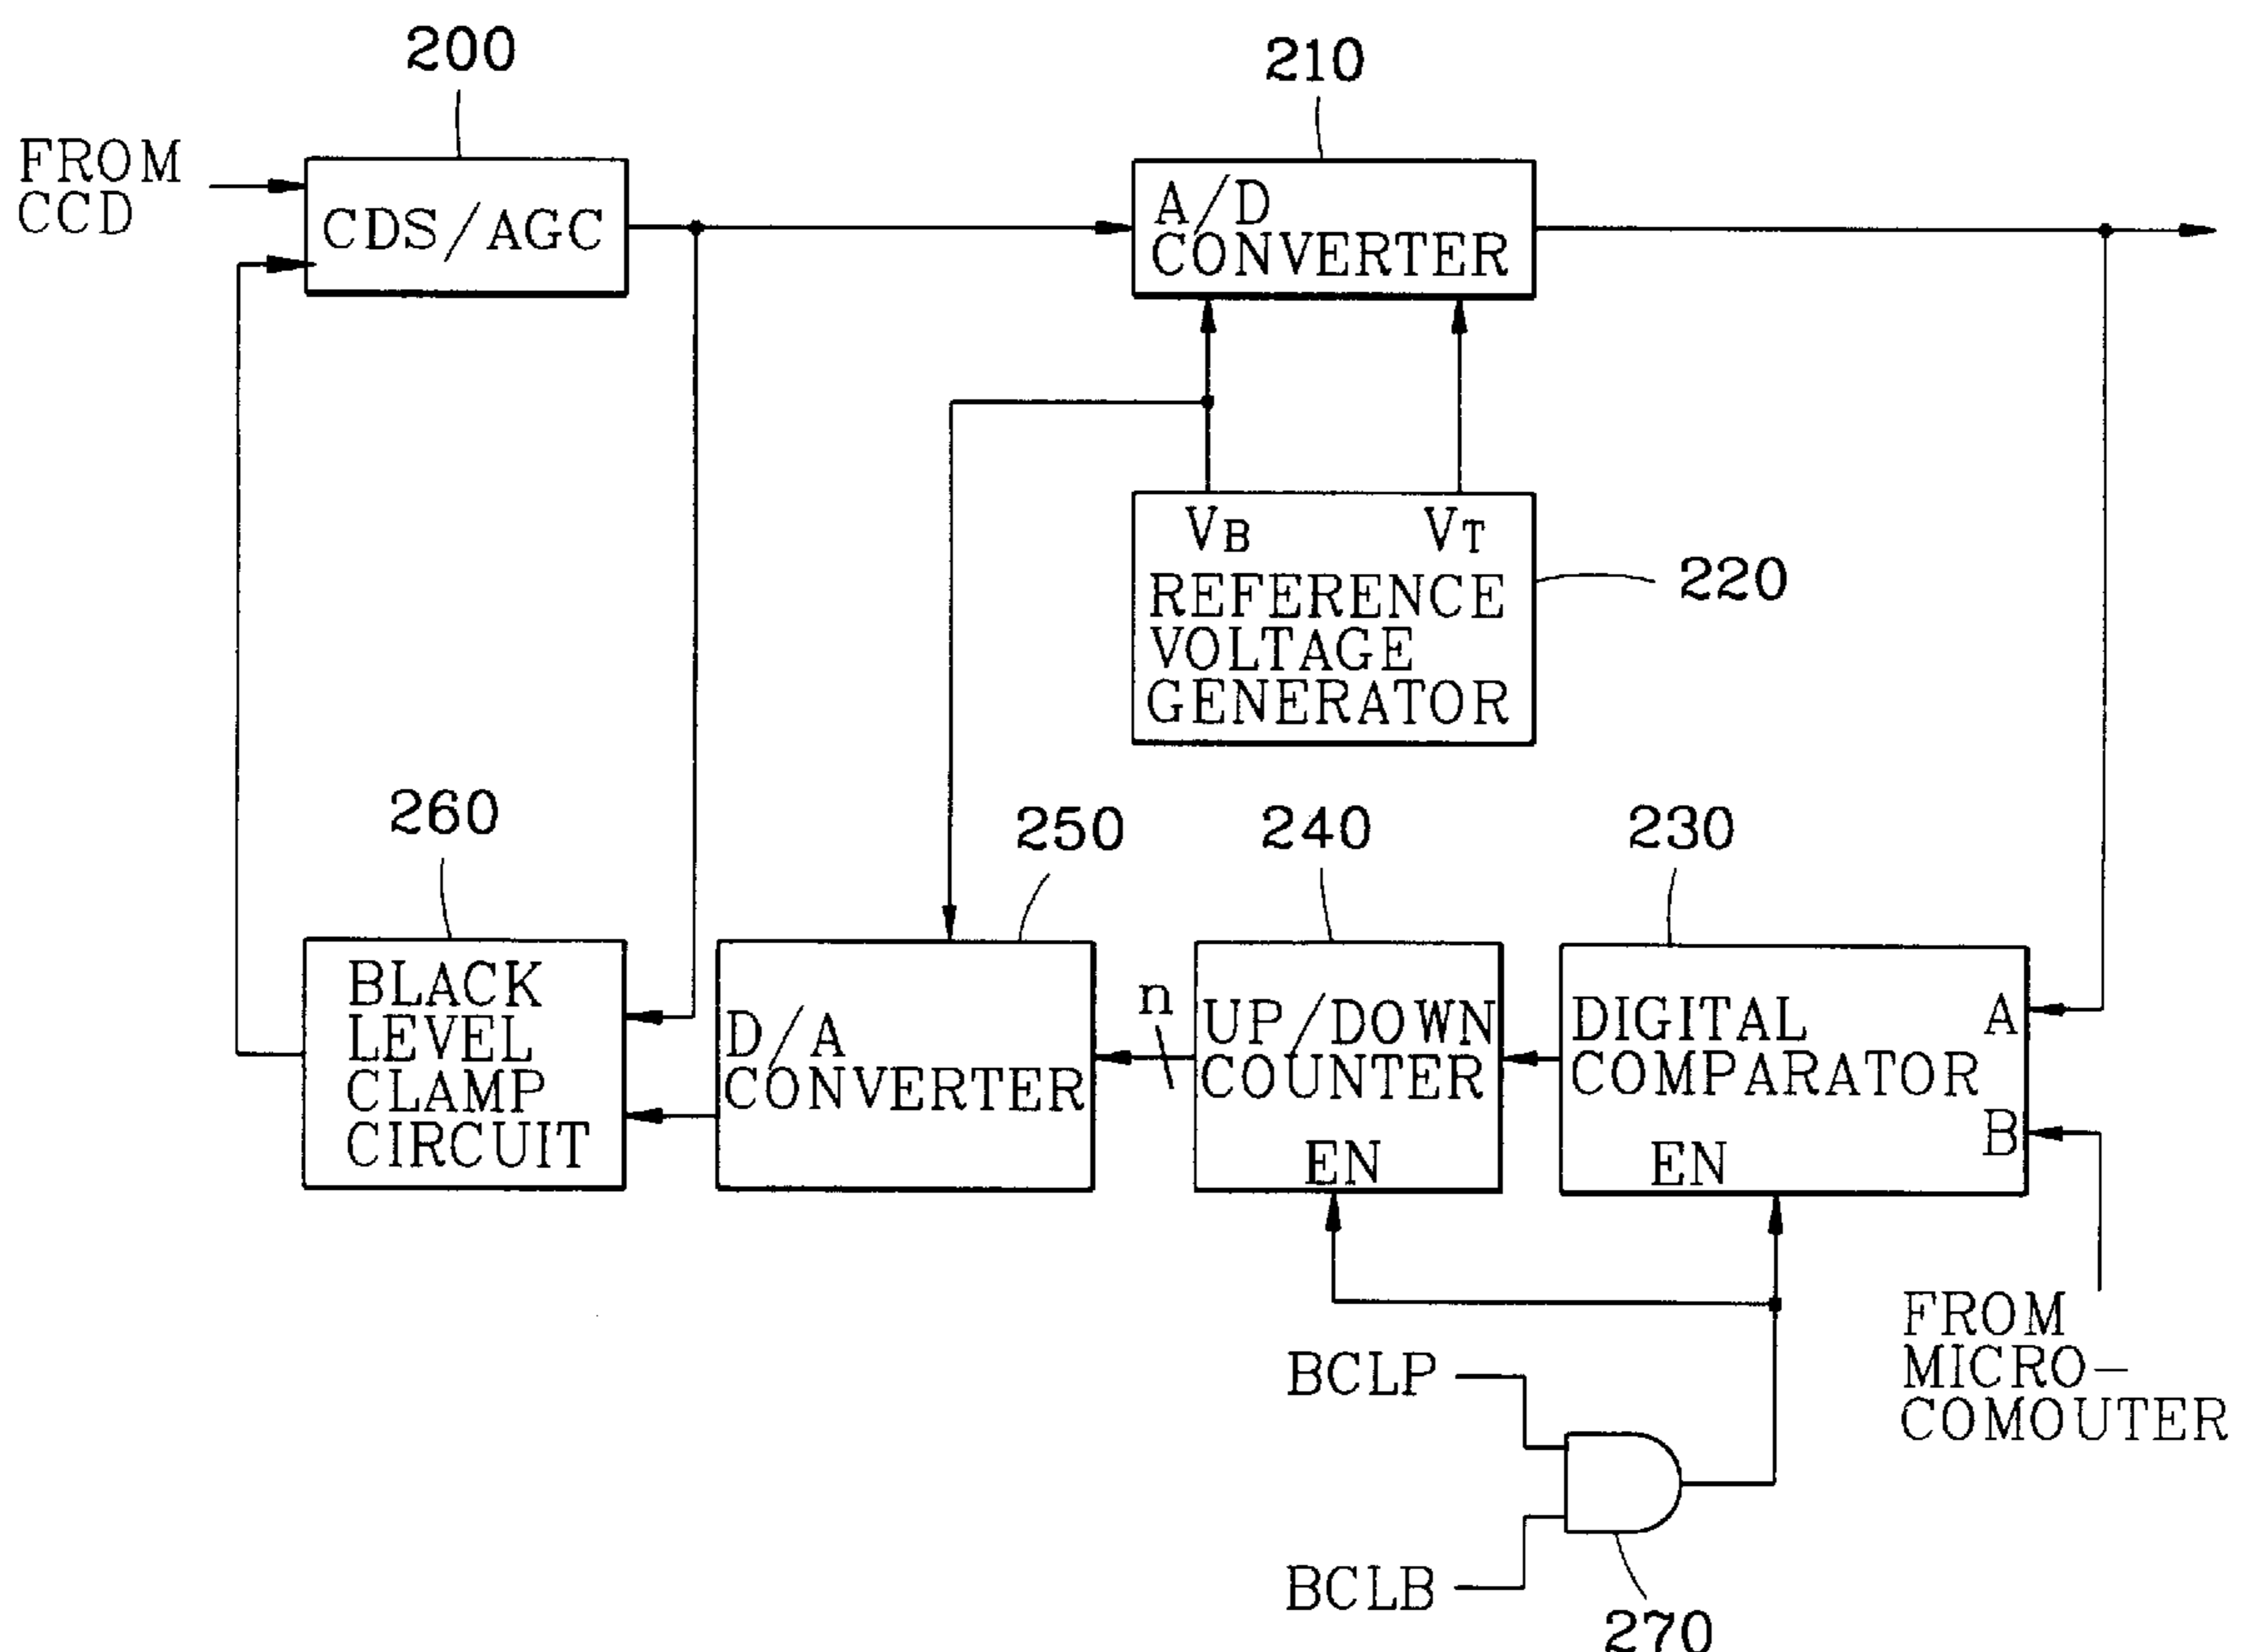 200
210
FROM
CCD
CDS/AGC
A/D
CONVERTER
VB VT
REFERENCE
VOLTAGE
GENERATOR
220
260
250
240
230
BLACK
LEVEL
CLAMP
CIRCUIT
D/A
CONVERTER
n
UP/DOWN
COUNTER
EN
DIGITAL
COMPARATOR
A
B
EN
FROM
MICRO-
COMOUTER
BCLP
BCLB
270